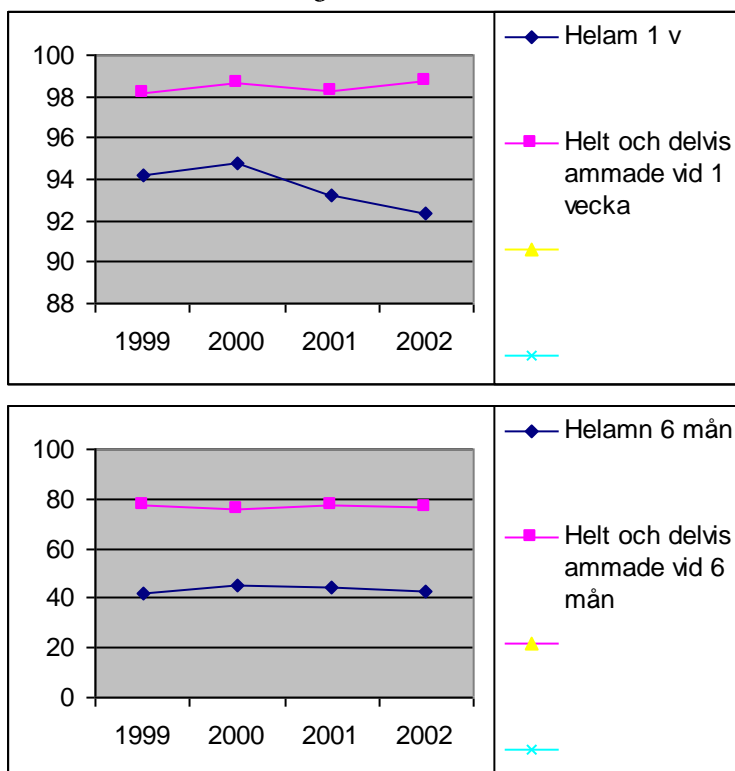 100
98
96
94
92
90
88
1999 2000 2001 2002
Helam 1 v
Helt och delvis
ammade vid 1
vecka
100
80
60
40
20
0
1999 2000 2001 2002
Helamn 6 mån
Helt och delvis
ammade vid 6
mån